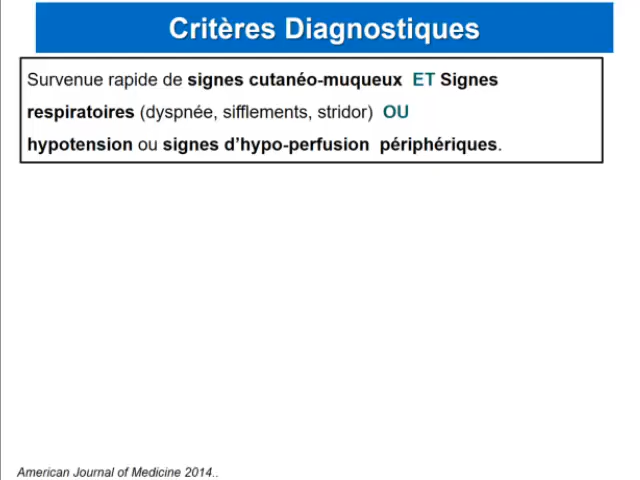 Critères Diagnostiques
Survenue rapide de signes cutanéo-muqueux ET Signes
respiratoires (dyspnée, sifflements, stridor) OU
hypotension ou signes d’hypo-perfusion périphériques.
American Journal of Medicine 2014..